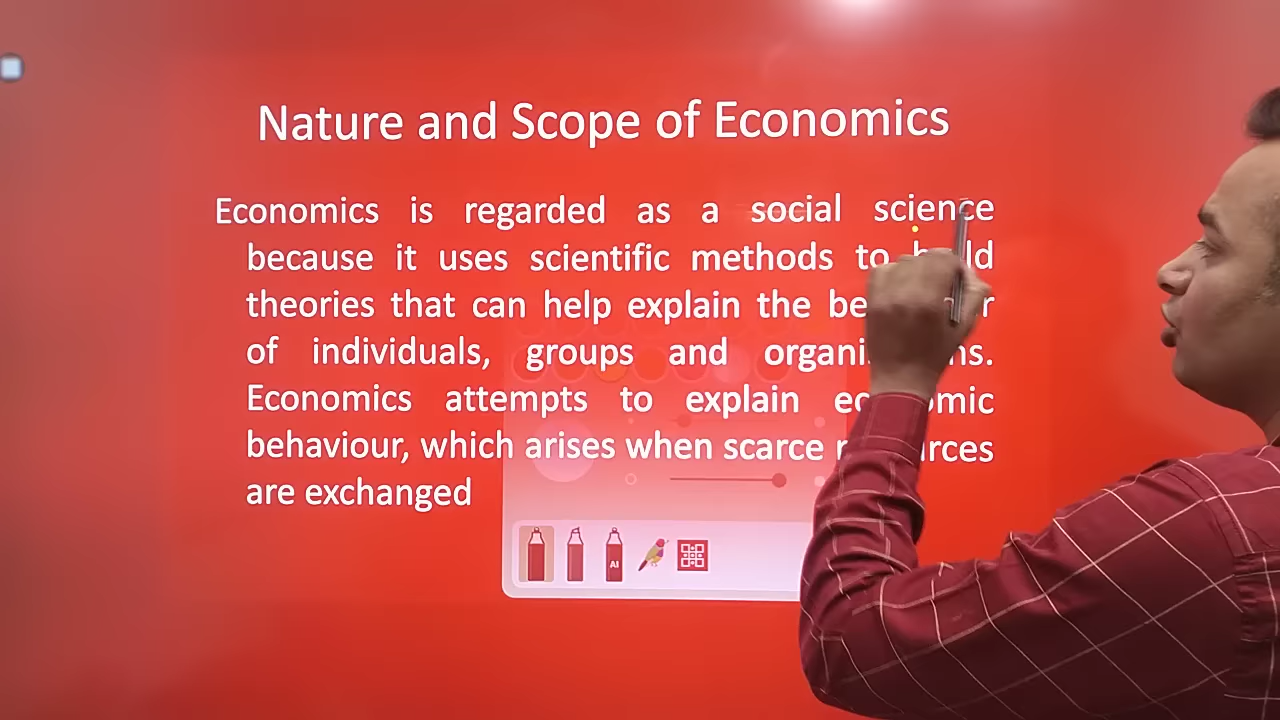 Nature and Scope of Economics
Economics is regarded as a social science
because it uses scientific methods to
theories that can help explain the
of individuals, groups and
Economics attempts to explain
behaviour, which arises when scarce
are exchanged
AI